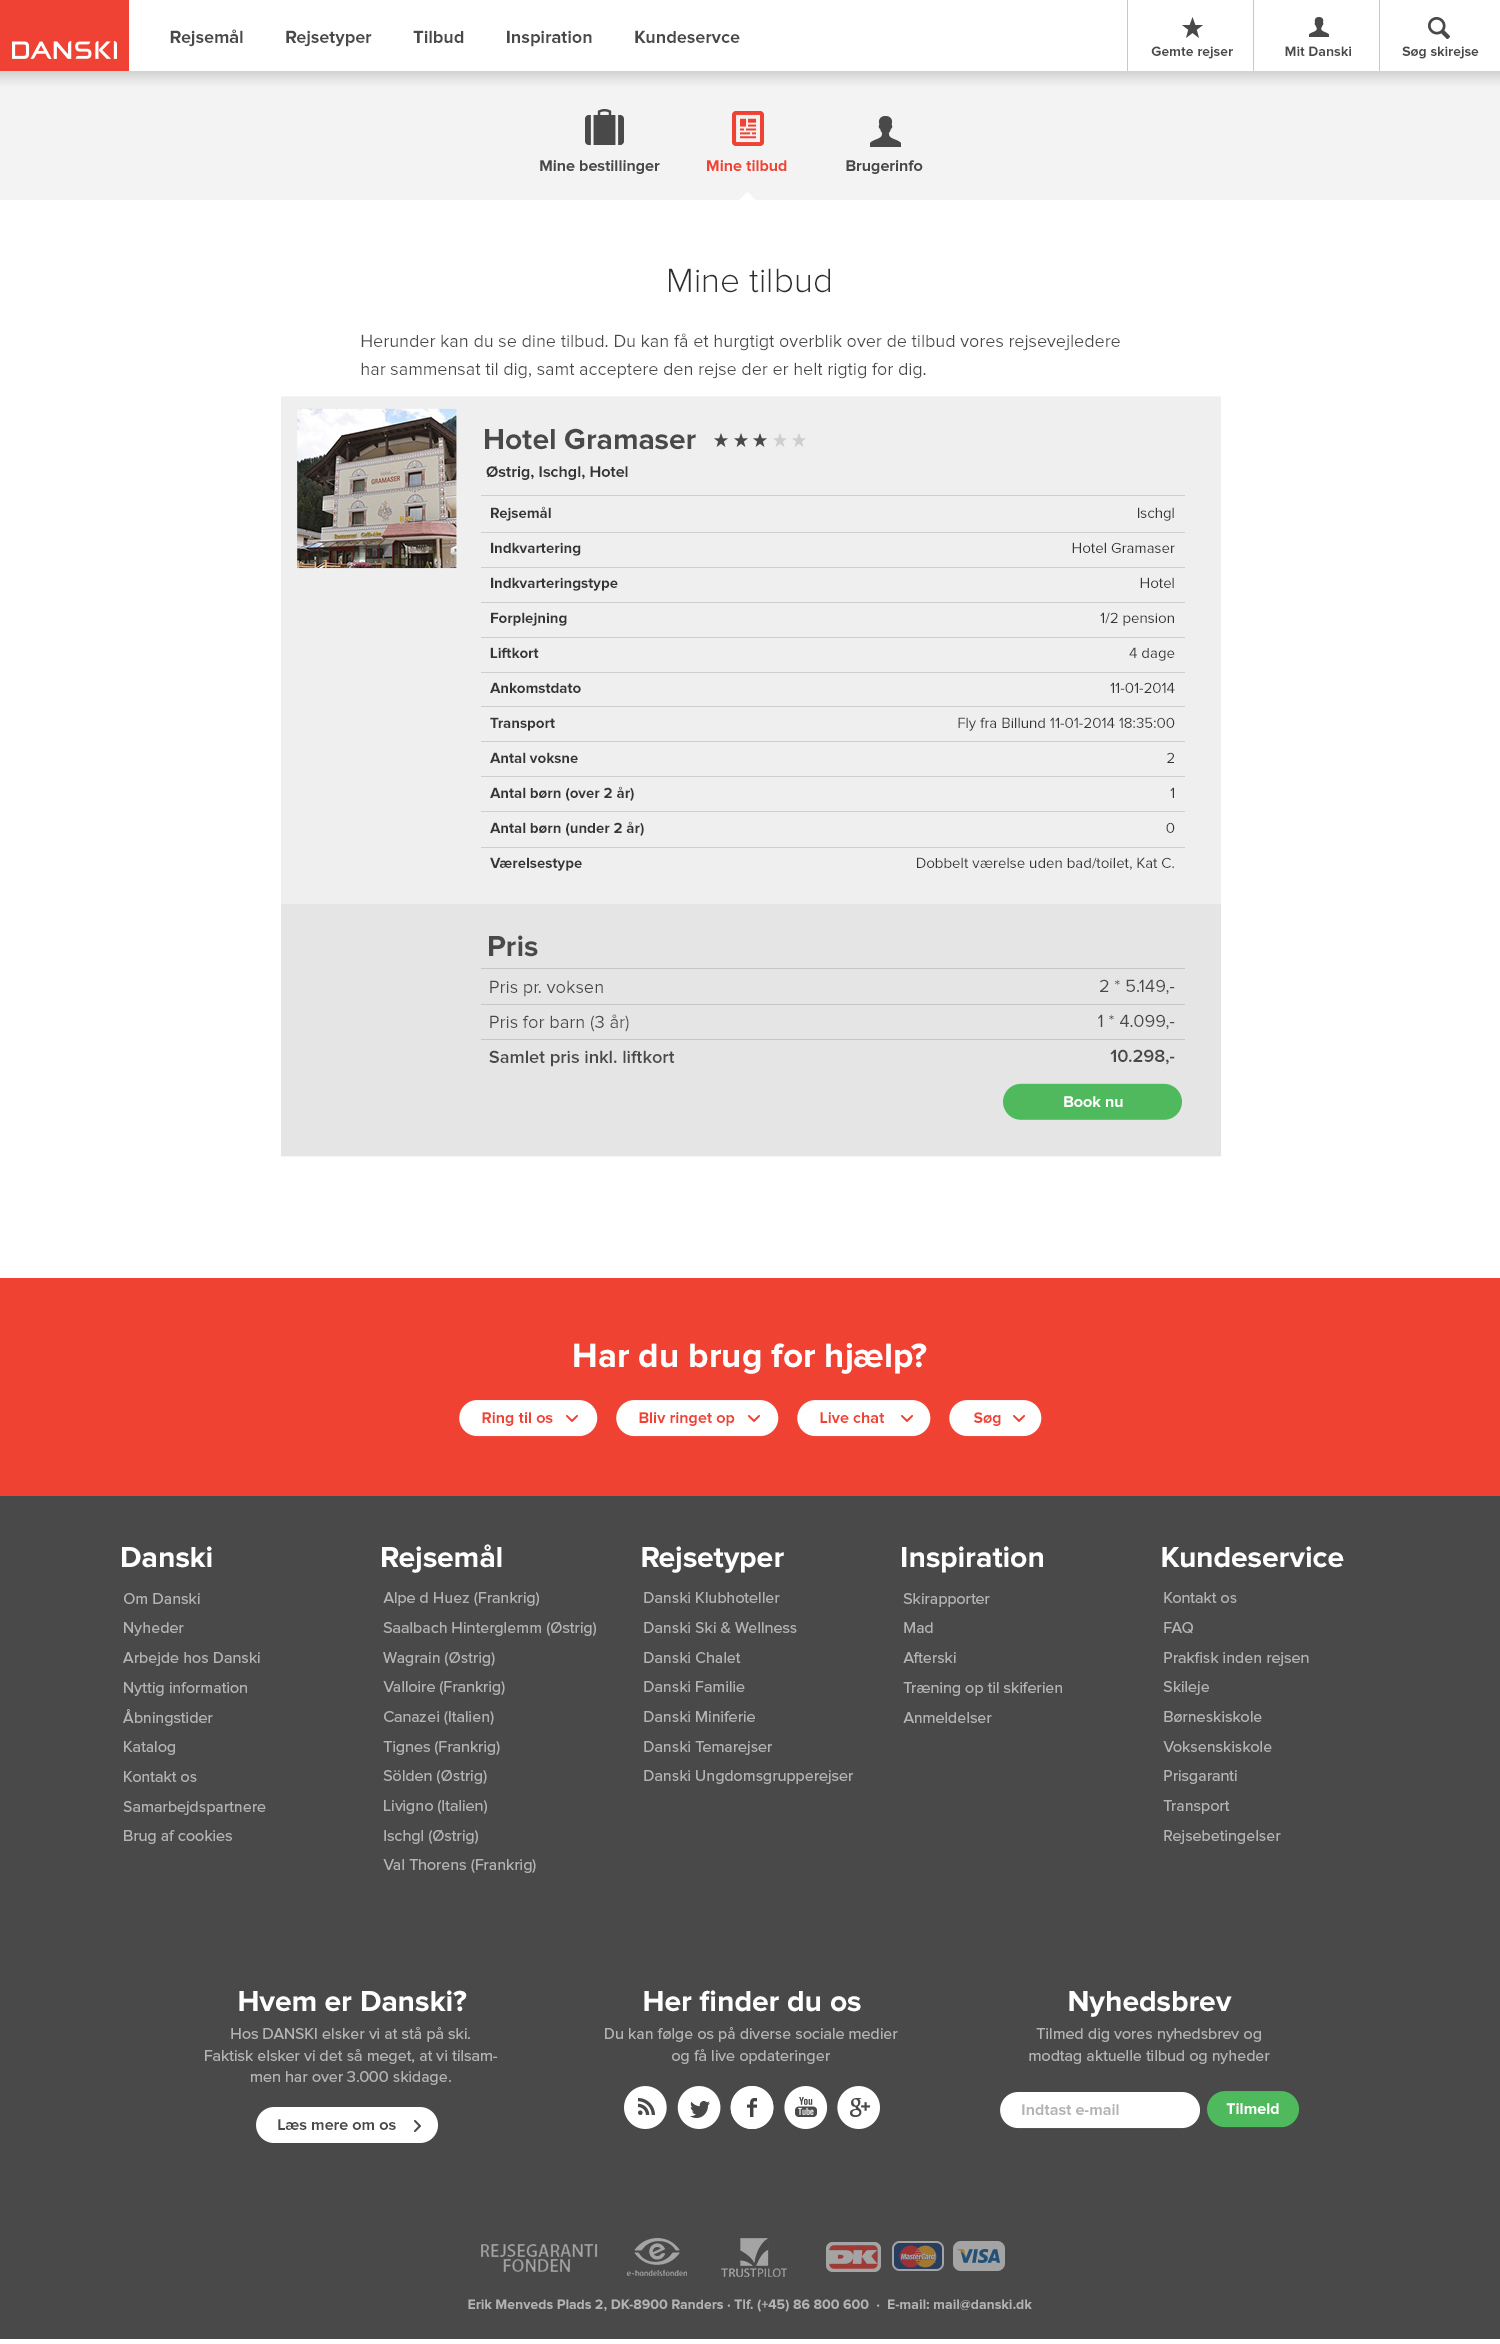 DANSKI
Rejsemål Rejsetyper Tilbud Inspiration Kundeservce
Gemte rejser Mit Danski Søg skirejse
Mine bestillinger Mine tilbud Brugerinfo
Mine tilbud
Herunder kan du se dine tilbud. Du kan få et hurgtigt overblik over de tilbud vores rejsevejledere
har sammensat til dig, samt acceptere den rejse der er helt rigtig for dig.
GRAMASER
Hotel Gramaser
Østrig, Ischgl, Hotel
Rejsemål Ischgl
Indkvartering Hotel Gramaser
Indkvarteringstype Hotel
Forplejning 1/2 pension
Liftkort 4 dage
Ankomstdato 11-01-2014
Transport Fly fra Billund 11-01-2014 18:35:00
Antal voksne 2
Antal børn (over 2 år) 1
Antal børn (under 2 år) 0
Værelsestype Dobbelt værelse uden bad/toilet, Kat C.
Pris
Pris pr. voksen 2 * 5.149,-
Pris for barn (3 år) 1 * 4.099,-
Samlet pris inkl. liftkort 10.298,-
Book nu
Har du brug for hjælp?
Ring til os Bliv ringet op Live chat Søg
Danski
Om Danski
Nyheder
Arbejde hos Danski
Nyttig information
Åbningstider
Katalog
Kontakt os
Samarbejdspartnere
Brug af cookies
Rejsemål
Alpe d Huez (Frankrig)
Saalbach Hinterglemm (Østrig)
Wagrain (Østrig)
Valloire (Frankrig)
Canazei (Italien)
Tignes (Frankrig)
Sölden (Østrig)
Livigno (Italien)
Ischgl (Østrig)
Val Thorens (Frankrig)
Rejsetyper
Danski Klubhoteller
Danski Ski & Wellness
Danski Chalet
Danski Familie
Danski Miniferie
Danski Temarejser
Danski Ungdomsgrupperejser
Inspiration
Skirapporter
Mad
Afterski
Træning op til skiferien
Anmeldelser
Kundeservice
Kontakt os
FAQ
Prakfisk inden rejsen
Skileje
Børneskiskole
Voksenskiskole
Prisgaranti
Transport
Rejsebetingelser
Hvem er Danski?
Hos DANSKI elsker vi at stå på ski.
Faktisk elsker vi det så meget, at vi tilsam-
men har over 3.000 skidage.
Læs mere om os
Her finder du os
Du kan følge os på diverse sociale medier
og få live opdateringer
You
Tube
g+
Nyhedsbrev
Tilmed dig vores nyhedsbrev og
modtag aktuelle tilbud og nyheder
Indtast e-mail Tilmeld
REJSEGARANTI
FONDEN
e-handelsfonden
TRUSTPILOT
DK
MasterCard
VISA
Erik Menveds Plads 2, DK-8900 Randers · Tlf. (+45) 86 800 600 · E-mail: mail@danski.dk